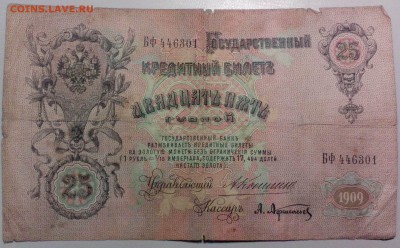 COINS.ЛАВЕ.RU
БФ 446301
ГОСУДАРСТВЕННЫЙ
25
КРЕДИТНЫЙ БИЛЕТЪ
ДВАДЦАТЬ ПЯТЬ
РУБЛЕЙ
ГОСУДАРСТВЕННЫЙ БАНКЪ
РАЗМѢНИВАЕТЪ КРЕДИТНЫЕ БИЛЕТЫ
НА ЗОЛОТУЮ МОНЕТУ БЕЗЪ ОГРАНИЧЕНІЯ СУММЫ
(1 РУБЛЬ = 1/15 ИМПЕРІАЛА, СОДЕРЖИТЪ 17,424 ДОЛЕЙ
ЧИСТАГО ЗОЛОТА)
БФ 446301
25
Управляющій
Кассиръ
1909